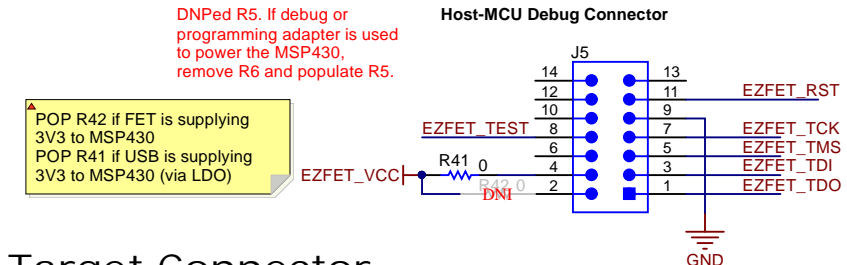 DNPed R5. If debug or
programming adapter is used
to power the MSP430,
remove R6 and populate R5.
Host-MCU Debug Connector
POP R42 if FET is supplying
3V3 to MSP430
POP R41 if USB is supplying
3V3 to MSP430 (via LDO)
J5
14 13
12 11 EZFET_RST
10 9
EZFET_TEST 8 7 EZFET_TCK
6 5 EZFET_TMS
EZFET_VCC R41 0 4 3 EZFET_TDI
R42 0 DNI 2 1 EZFET_TDO
GND
Target Connector